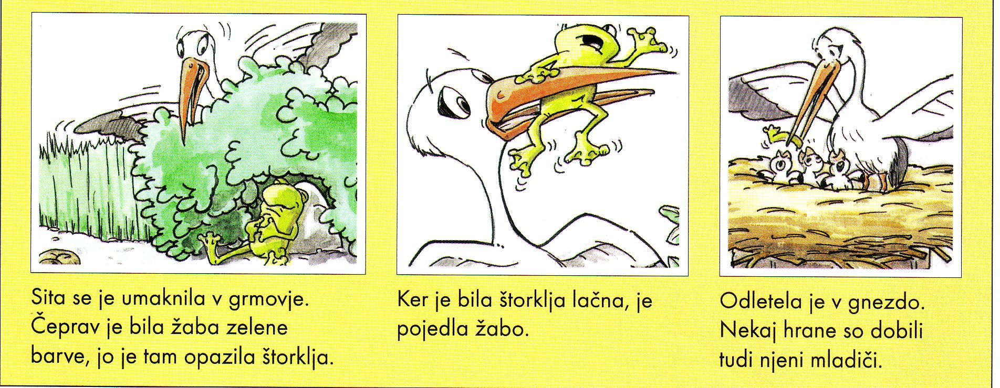 Sita se je umaknila v grmovje.
Čeprav je bila žaba zelene
barve, jo je tam opazila štorklja.
Ker je bila štorklja lačna, je
pojedla žabo.
Odletela je v gnezdo.
Nekaj hrane so dobili
tudi njeni mladiči.